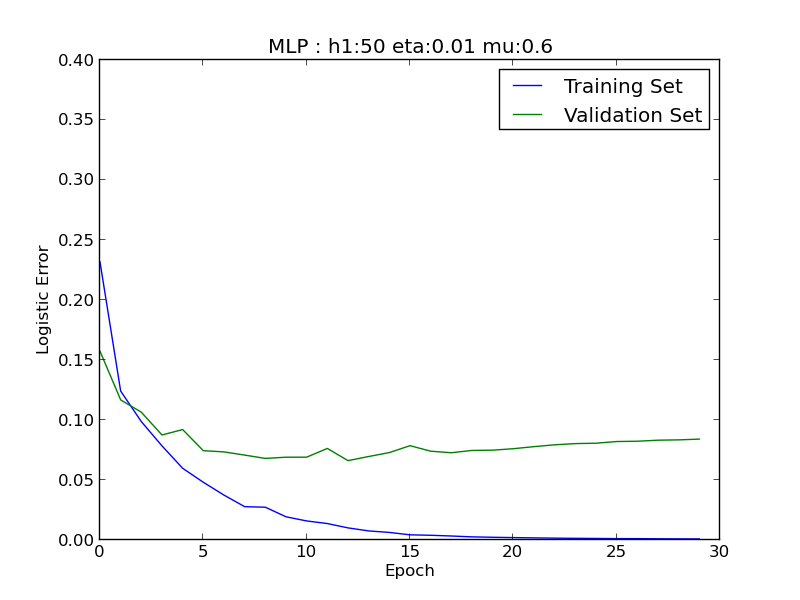 MLP : h1:50 eta:0.01 mu:0.6
Training Set
Validation Set
0.40
0.35
0.30
0.25
0.20
0.15
0.10
0.05
0.00
Logistic Error
0 5 10 15 20 25 30
Epoch